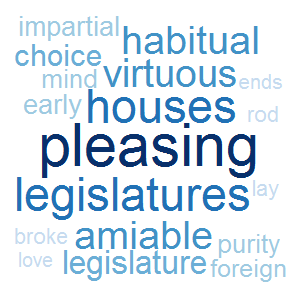 impartial
habitual
choice
virtuous
mind
ends
early
houses
rod
pleasing
legislatures
lay
broke
amiable
purity
love
legislature
foreign